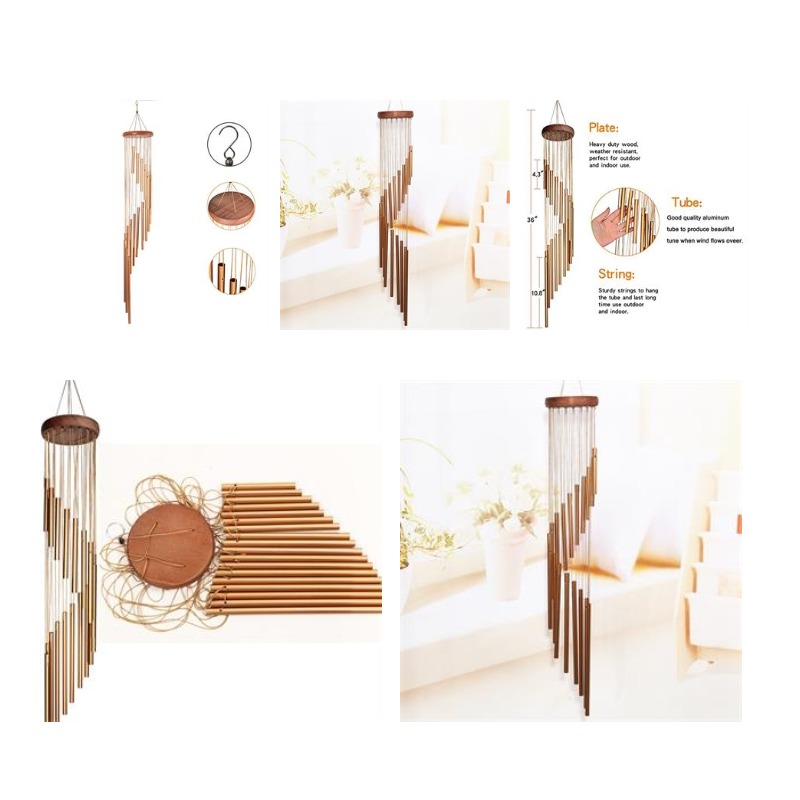 Plate:
Heavy duty wood,
weather resistant,
perfect for outdoor
and indoor use.
4.3"
Tube:
Good quality aluminum
tube to produce beautiful
tune when wind flows oveer.
36"
String:
Sturdy strings to hang
the tube and last long
time use outdoor
and indoor.
10.6"